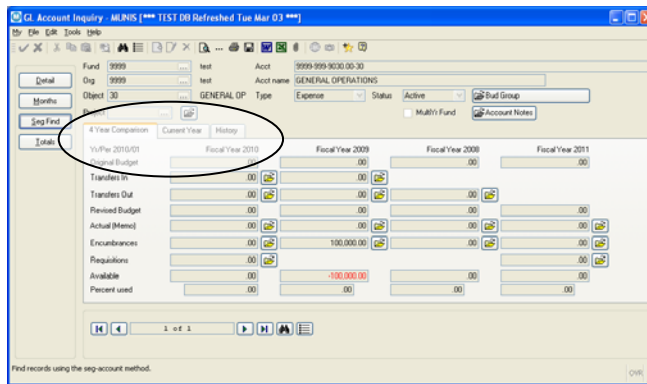 GL Account Inquiry - MUNIS [*** TEST DB Refreshed Tue Mar 03 ***]
My File Edit Tools Help
Fund 9999 ... test Acct 9999-999-9030.00-30
Detail Org 9999 ... test Acct name GENERAL OPERATIONS
Months Object 30 ... GENERAL OP Type Expense Status Active Bud Group
Seg Find Project ... MultiYr Fund Account Notes
Totals 4 Year Comparison Current Year History
Yr/Per 2010/01 Fiscal Year 2010 Fiscal Year 2009 Fiscal Year 2008 Fiscal Year 2011
Original Budget .00 .00 .00 .00
Transfers In .00 .00
Transfers Out .00 .00 .00
Revised Budget .00 .00 .00 .00
Actual (Memo) .00 .00 .00 .00
Encumbrances .00 100,000.00 .00 .00
Requisitions .00 .00
Available .00 -100,000.00 .00 .00
Percent used .00 .00 .00 .00
1 of 1
Find records using the seg-account method. OVR